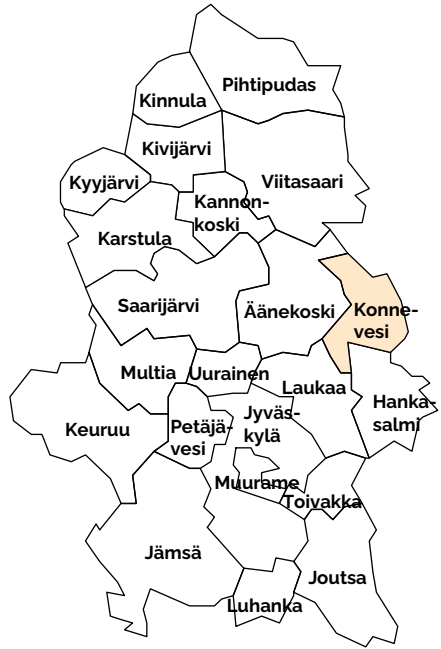 Pihtipudas
Kinnula
Kivijärvi
Kyyjärvi
Viitasaari
Kannon-
koski
Karstula
Saarijärvi
Äänekoski
Konne-
vesi
Multia
Uurainen
Laukaa
Hanka-
salmi
Keuruu
Petäjä-
vesi
Jyväs-
kylä
Muurame
Toivakka
Jämsä
Joutsa
Luhanka